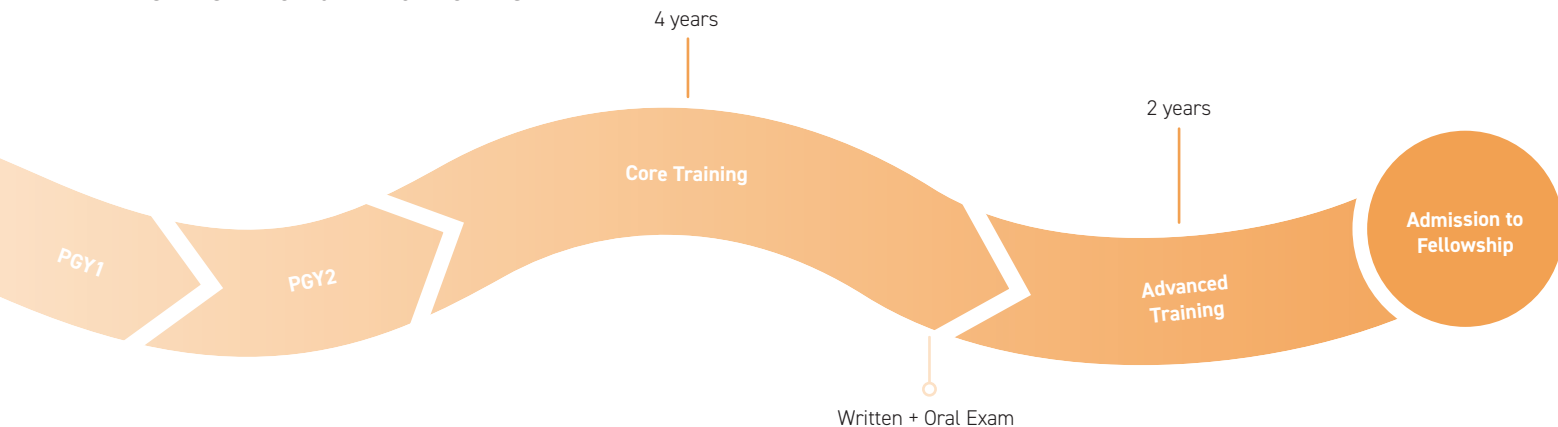 4 years
2 years
Core Training
Admission to
Fellowship
PGY1
PGY2
Advanced
Training
Written + Oral Exam